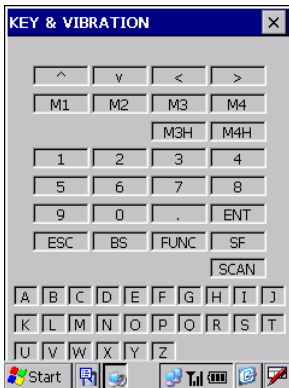 KEY & VIBRATION
^ v < >
M1 M2 M3 M4
M3H M4H
1 2 3 4
5 6 7 8
9 0 . ENT
ESC BS FUNC SF
SCAN
A B C D E F G H I J
K L M N O P Q R S T
U V W X Y Z
Start